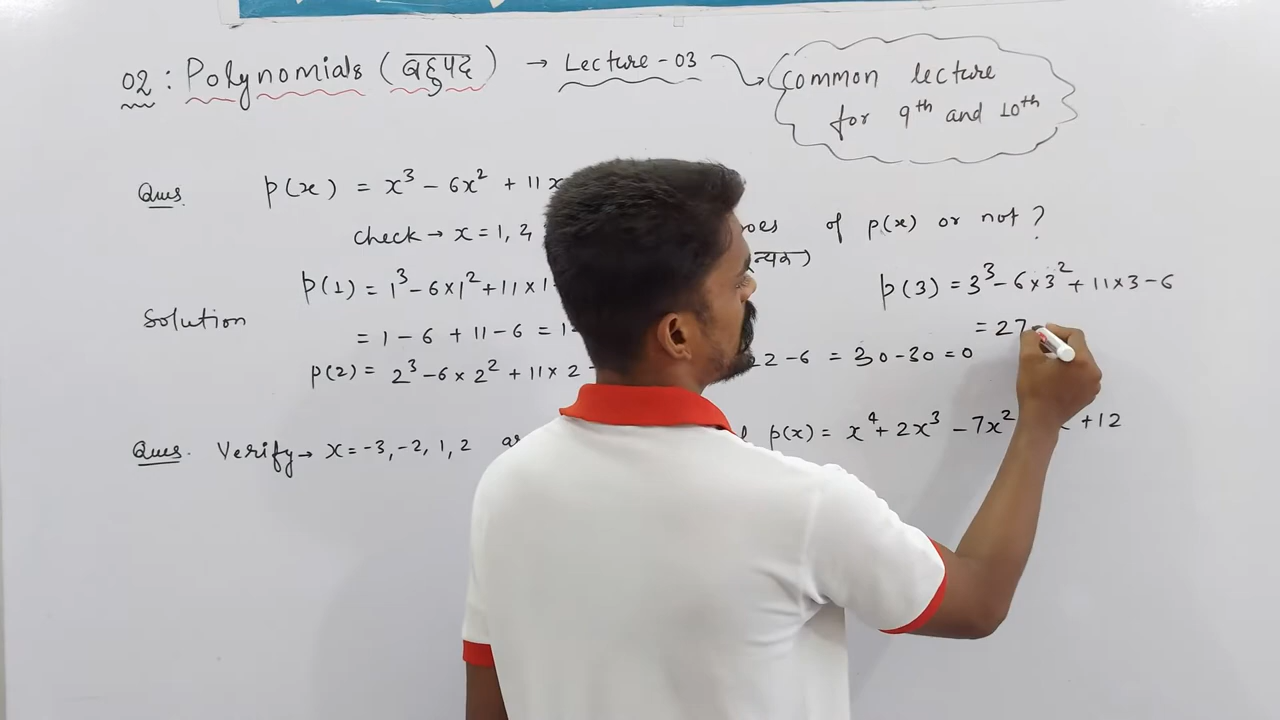 02 : Polynomials (बहुपद) → Lecture - 03
Common lecture
for 9th and 10th
Ques. p(x) = x³ - 6x² + 11x
check → x = 1, 2, of p(x) or not ?
Solution
p(1) = 1³ - 6×1² + 11×1
= 1 - 6 + 11 - 6 = 1
p(2) = 2³ - 6×2² + 11×2 22 - 6 = 30 - 30 = 0
p(3) = 3³ - 6×3² + 11×3 - 6
= 27
Ques. Verify → x = -3, -2, 1, 2 p(x) = x⁴ + 2x³ - 7x² +12